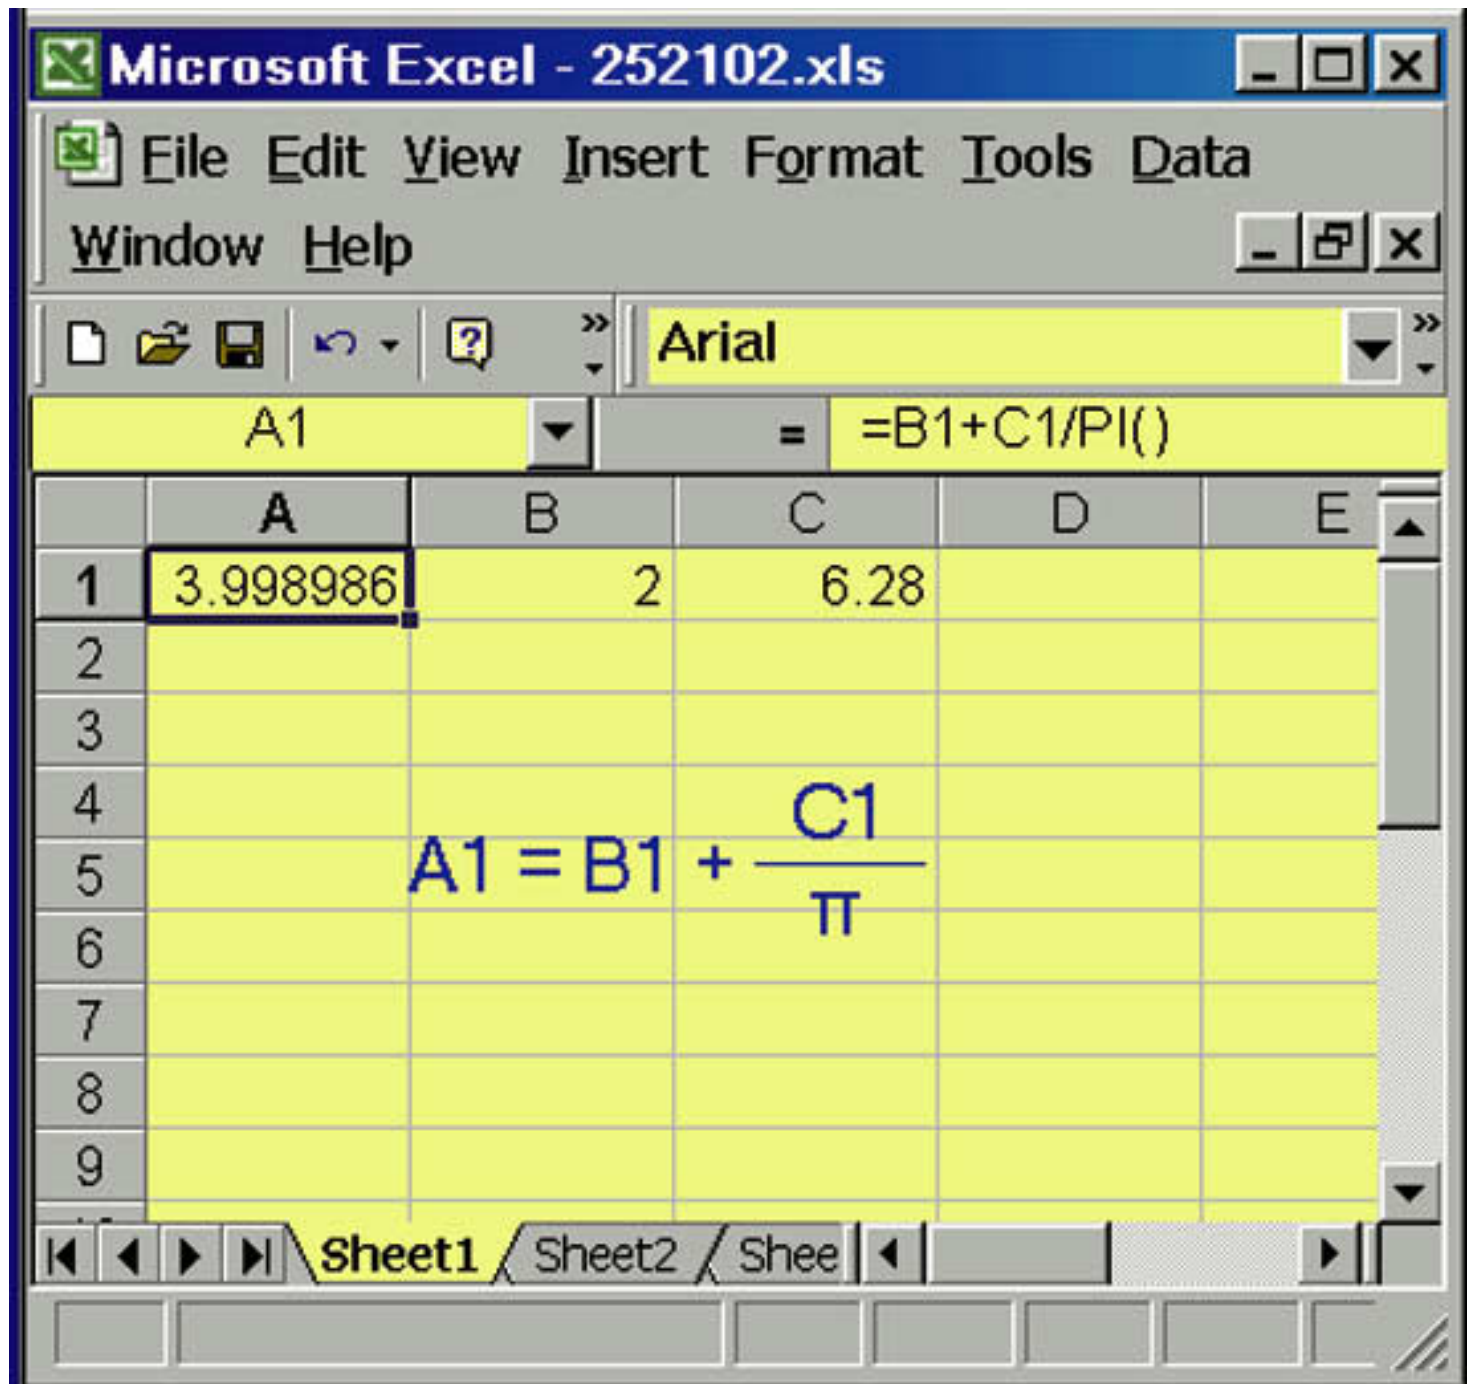 Microsoft Excel - 252102.xls
File Edit View Insert Format Tools Data
Window Help
Arial
A1 = =B1+C1/PI()
A B C D E
1 3.998986 2 6.28
2
3
4
5
6
7
8
9
A1 = B1 + C1
π
Sheet1 Sheet2 Shee